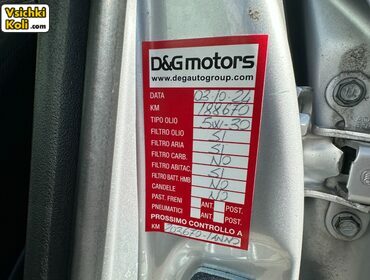 Vsichki
Koli .com
D&G motors
www.degautogroup.com
DATA 03-10-24
KM 188670
TIPO OLIO 5W-30
FILTRO OLIO SI
FILTRO ARIA SI
FILTRO CARB. NO
FILTRO ABITAC. SI
FILTRO BATT. HMB NO
CANDELE NO
PAST. FRENI ANT. POST.
PNEUMATICI ANT. POST.
PROSSIMO CONTROLLO A
KM 203670-1ANNO